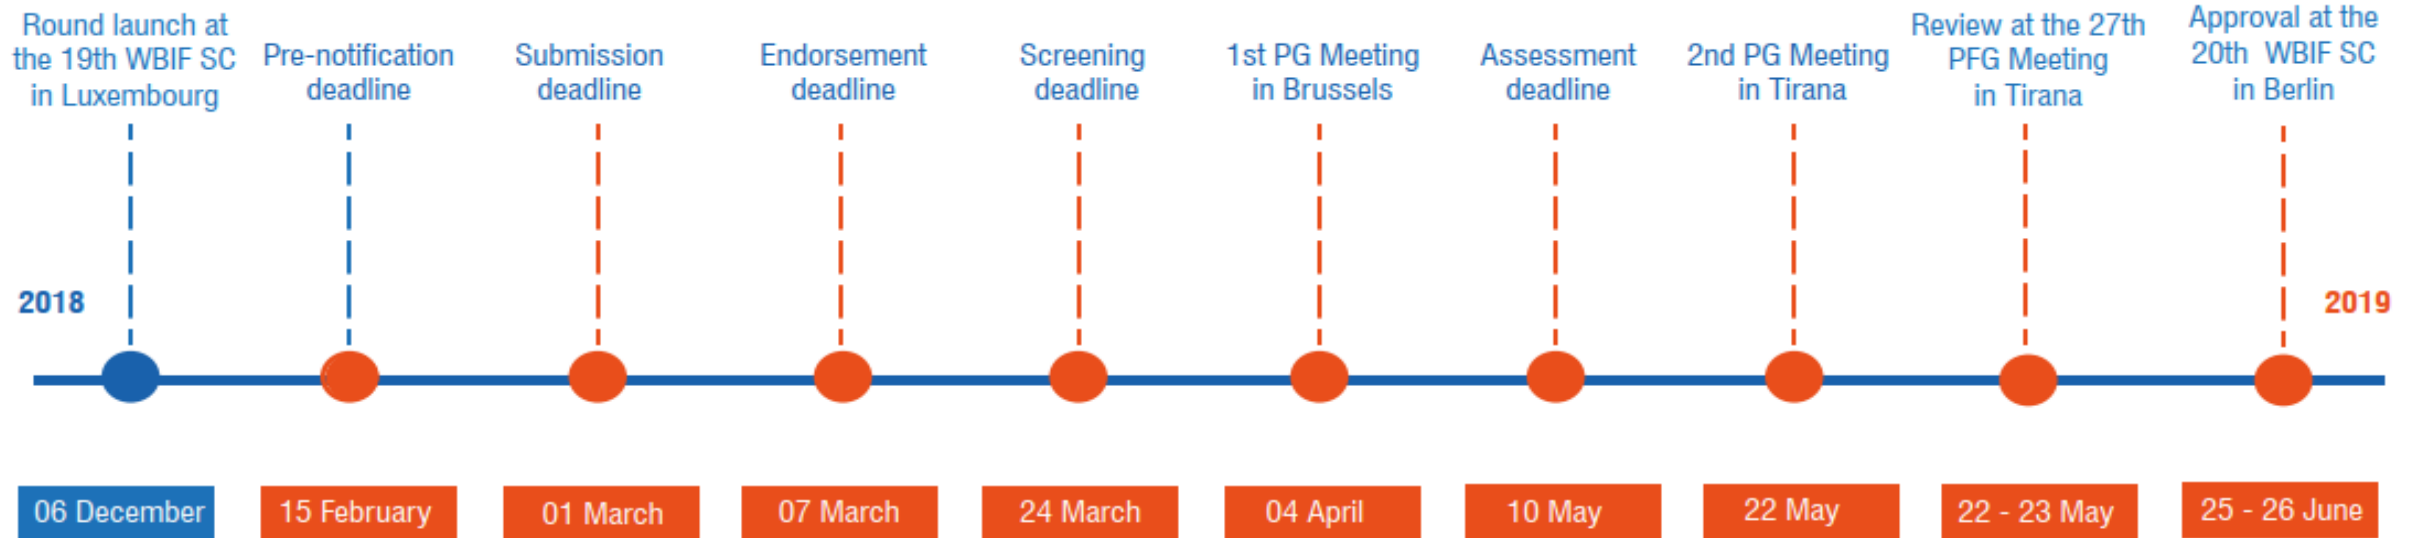 Round launch at
the 19th WBIF SC
in Luxembourg
Pre-notification
deadline
Submission
deadline
Endorsement
deadline
Screening
deadline
1st PG Meeting
in Brussels
Assessment
deadline
2nd PG Meeting
in Tirana
Review at the 27th
PFG Meeting
in Tirana
Approval at the
20th WBIF SC
in Berlin
2018
2019
06 December
15 February
01 March
07 March
24 March
04 April
10 May
22 May
22 - 23 May
25 - 26 June